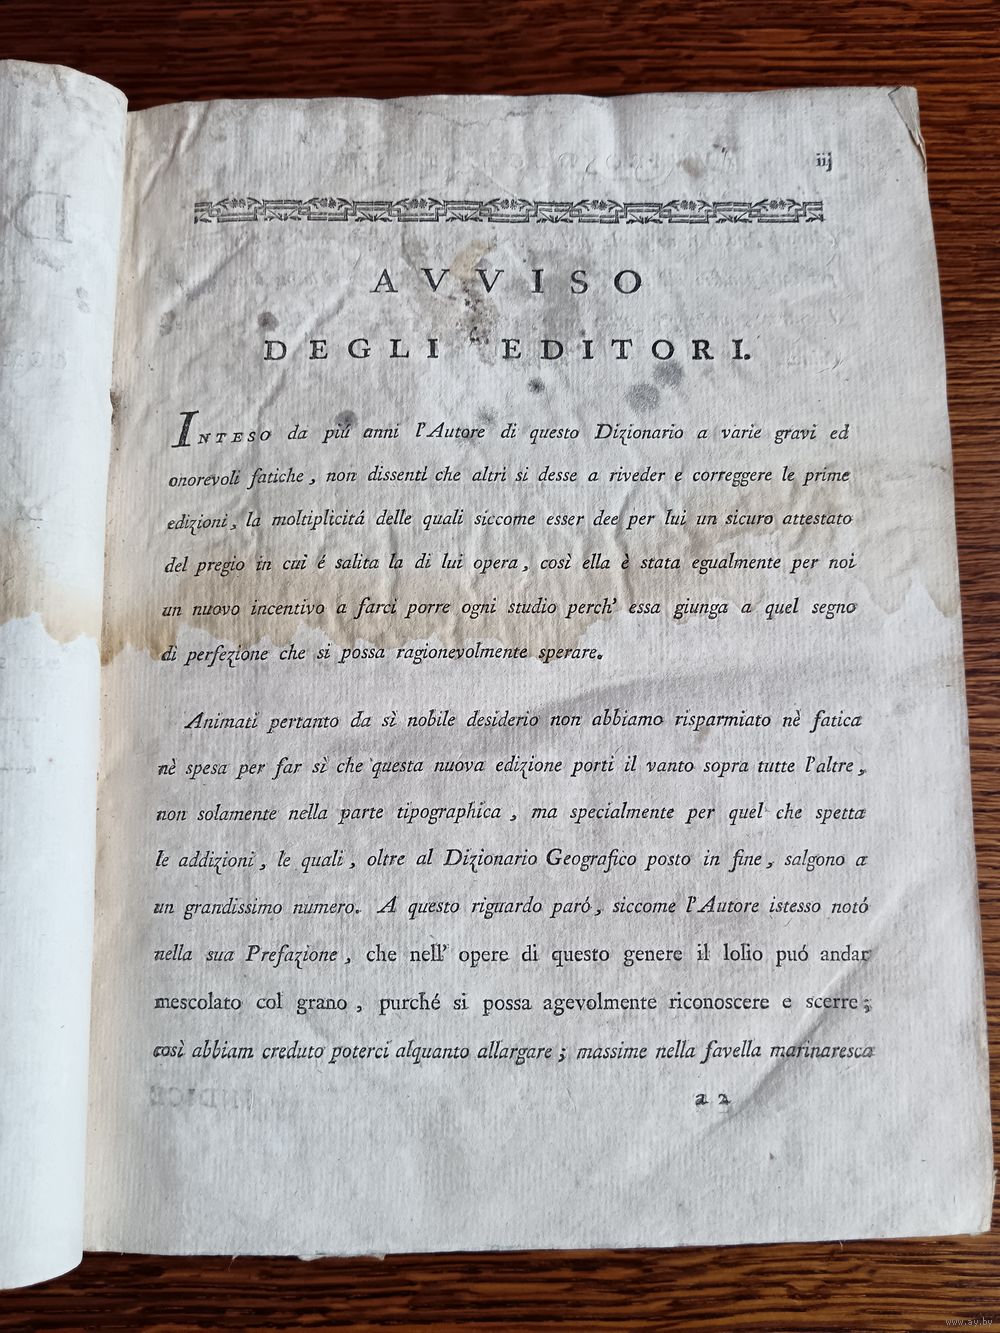 iij
AVVISO
DEGLI EDITORI.
INTESO da piú anni l'Autore di questo Dizionario a varie gravi ed
onorevoli fatiche, non dissentì che altri si desse a riveder e correggere le prime
edizioni, la moltiplicitá delle quali siccome esser dee per lui un sicuro attestato
del pregio in cui é salita la di lui opera, così ella è stata egualmente per noi
un nuovo incentivo a farci porre ogni studio perch' essa giunga a quel segno
di perfezione che si possa ragionevolmente sperare.
Animati pertanto da sì nobile desiderio non abbiamo risparmiato nè fatica
nè spesa per far sì che questa nuova edizione porti il vanto sopra tutte l'altre,
non solamente nella parte tipographica, ma specialmente per quel che spetta
le addizioni, le quali, oltre al Dizionario Geografico posto in fine, salgono a
un grandissimo numero. A questo riguardo paró, siccome l'Autore istesso notó
nella sua Prefazione, che nell' opere di questo genere il lolio puó andar
mescolato col grano, purché si possa agevolmente riconoscere e scerre;
così abbiam creduto poterci alquanto allargare; massime nella favella marinaresca
a 2
www.ay.by